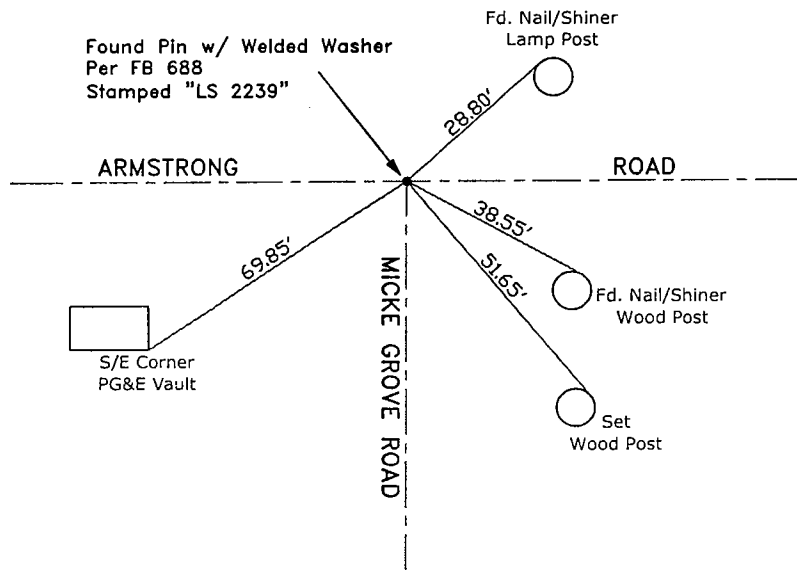 Fd. Nail/Shiner
Lamp Post
Found Pin w/ Welded Washer
Per FB 688
Stamped "LS 2239"
28.80'
ARMSTRONG
ROAD
38.55'
69.85'
51.65'
MICKE GROVE ROAD
Fd. Nail/Shiner
Wood Post
S/E Corner
PG&E Vault
Set
Wood Post